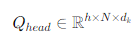 Q_{head} ∈ ℝ^{h×N×d_k}